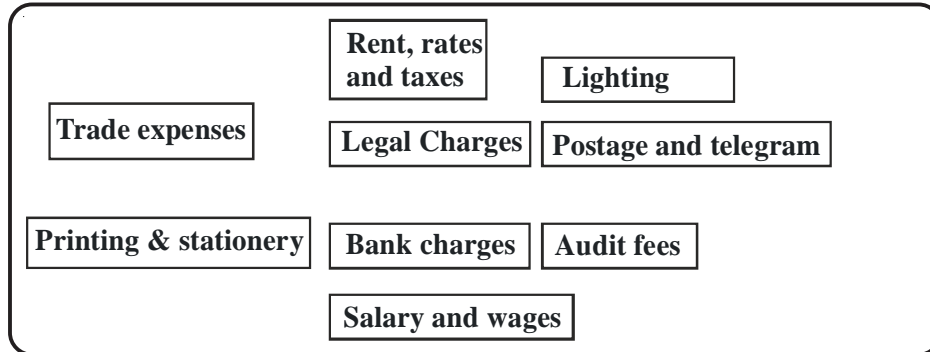 Rent, rates
and taxes
Lighting
Trade expenses
Legal Charges
Postage and telegram
Printing & stationery
Bank charges
Audit fees
Salary and wages